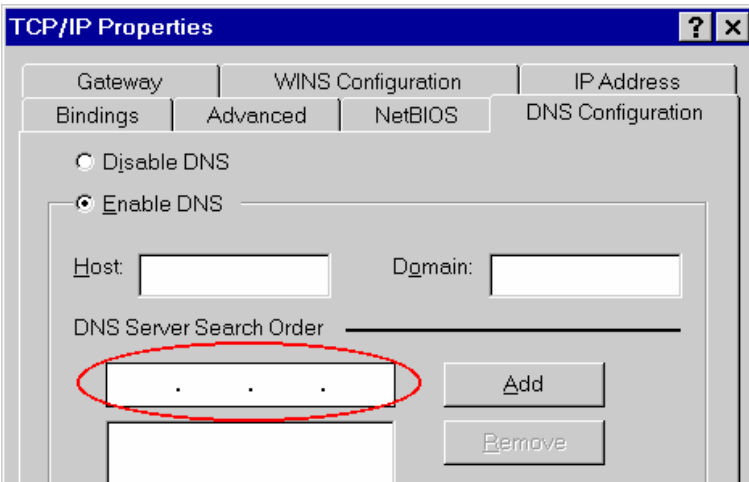 TCP/IP Properties
? ×
Gateway WINS Configuration IP Address
Bindings Advanced NetBIOS DNS Configuration
Disable DNS
Enable DNS
Host: Domain:
DNS Server Search Order
. . . Add
Remove